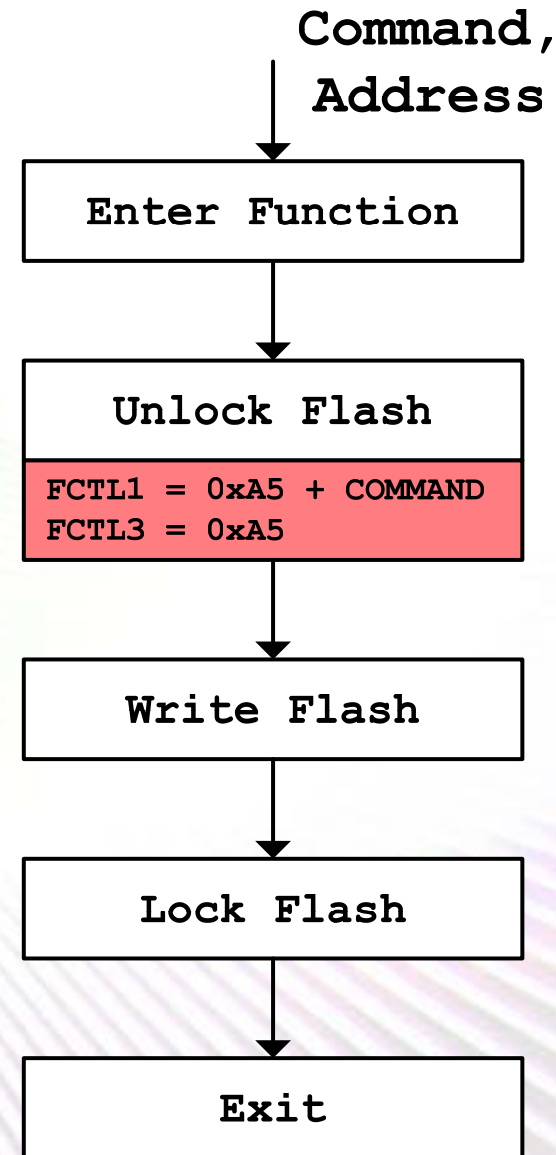 Command,
Address
Enter Function
Unlock Flash
FCTL1 = 0xA5 + COMMAND
FCTL3 = 0xA5
Write Flash
Lock Flash
Exit